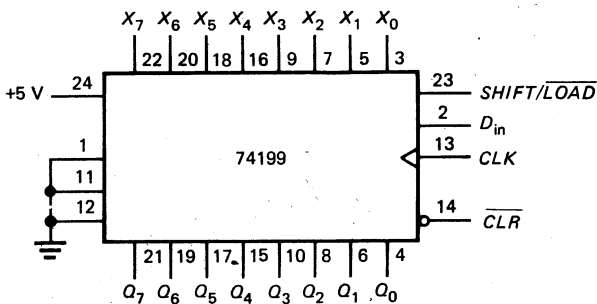 X7 X6 X5 X4 X3 X2 X1 X0
22 20 18 16 9 7 5 3
+5 V 24 23 SHIFT/LOAD
2 Din
1 74199 13 CLK
11
12 14 CLR
21 19 17 15 10 8 6 4
Q7 Q6 Q5 Q4 Q3 Q2 Q1 Q0